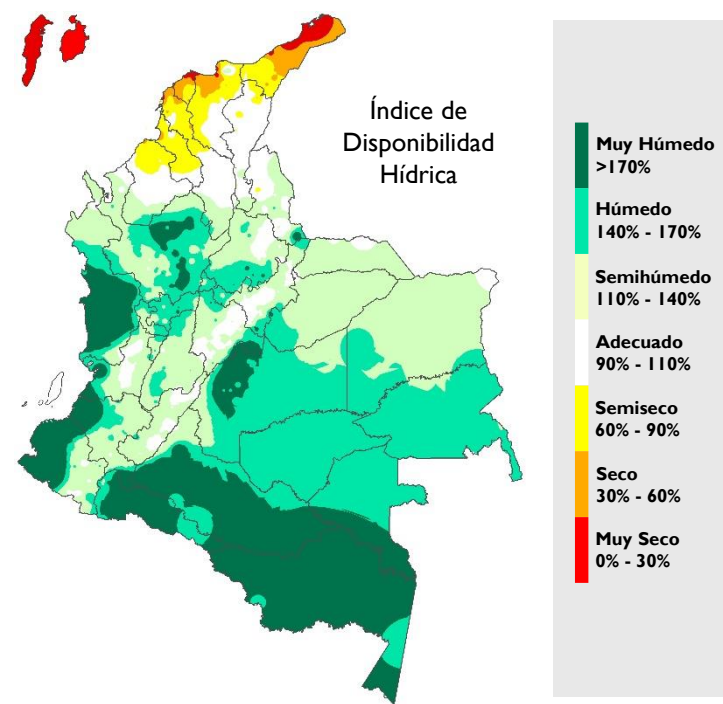 Índice de
Disponibilidad
Hídrica
Muy Húmedo
>170%
Húmedo
140% - 170%
Semihúmedo
110% - 140%
Adecuado
90% - 110%
Semiseco
60% - 90%
Seco
30% - 60%
Muy Seco
0% - 30%